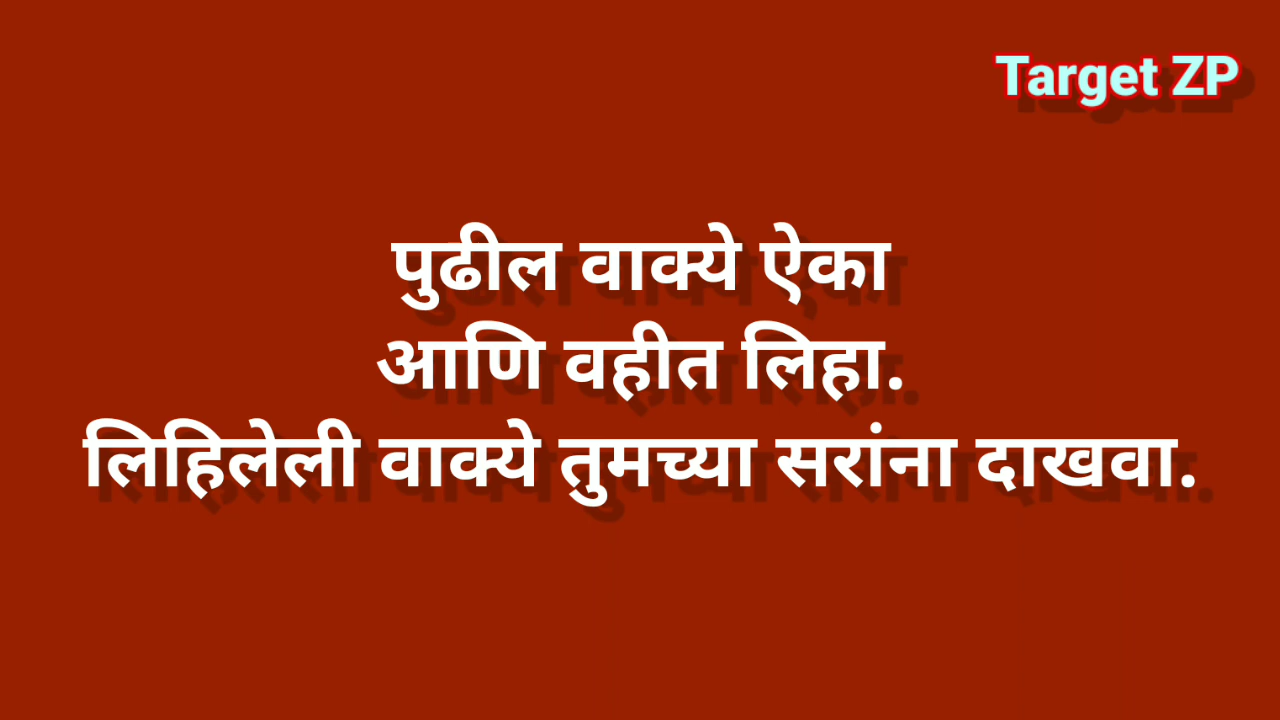 Target ZP
पुढील वाक्ये ऐका
आणि वहीत लिहा.
लिहिलेली वाक्ये तुमच्या सरांना दाखवा.